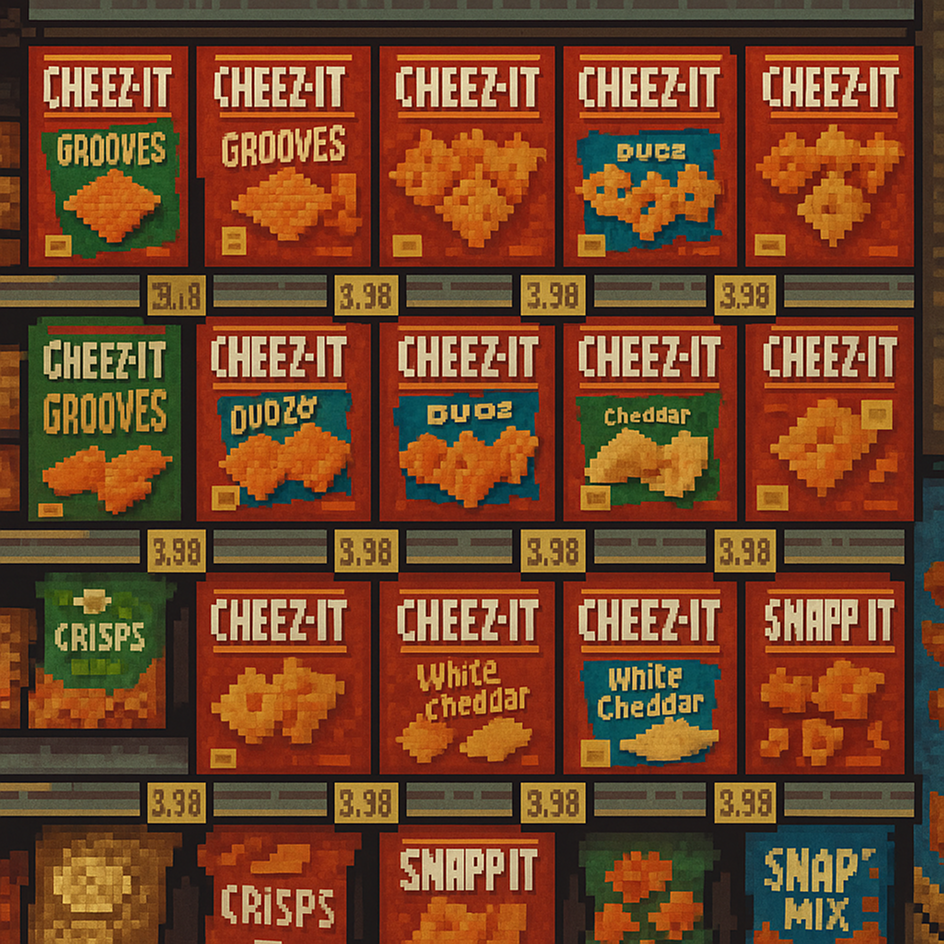 CHEEZ-IT
GROOVES
CHEEZ-IT
GROOVES
CHEEZ-IT
CHEEZ-IT
DUOZ
CHEEZ-IT
3.98
3.98
3.98
CHEEZ-IT
GROOVES
CHEEZ-IT
CHEEZ-IT
DUOZ
CHEEZ-IT
Cheddar
CHEEZ-IT
3.98
3.98
3.98
3.98
CRISPS
CHEEZ-IT
CHEEZ-IT
White
Cheddar
CHEEZ-IT
White
Cheddar
SNAPP IT
3.98
3.98
3.98
3.98
CRISPS
SNAPP IT
SNAP'
MIX